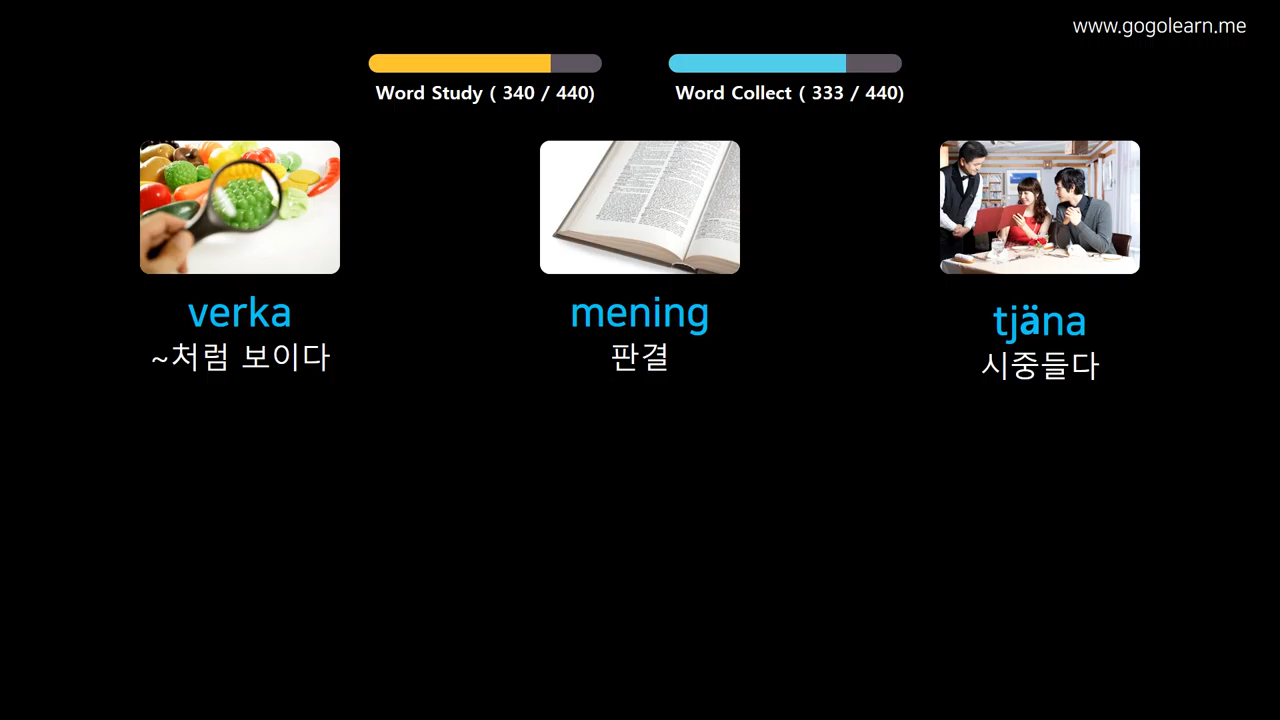 www.gogolearn.me
Word Study ( 340 / 440)
Word Collect ( 333 / 440)
verka
~처럼 보이다
mening
판결
tjäna
시중들다